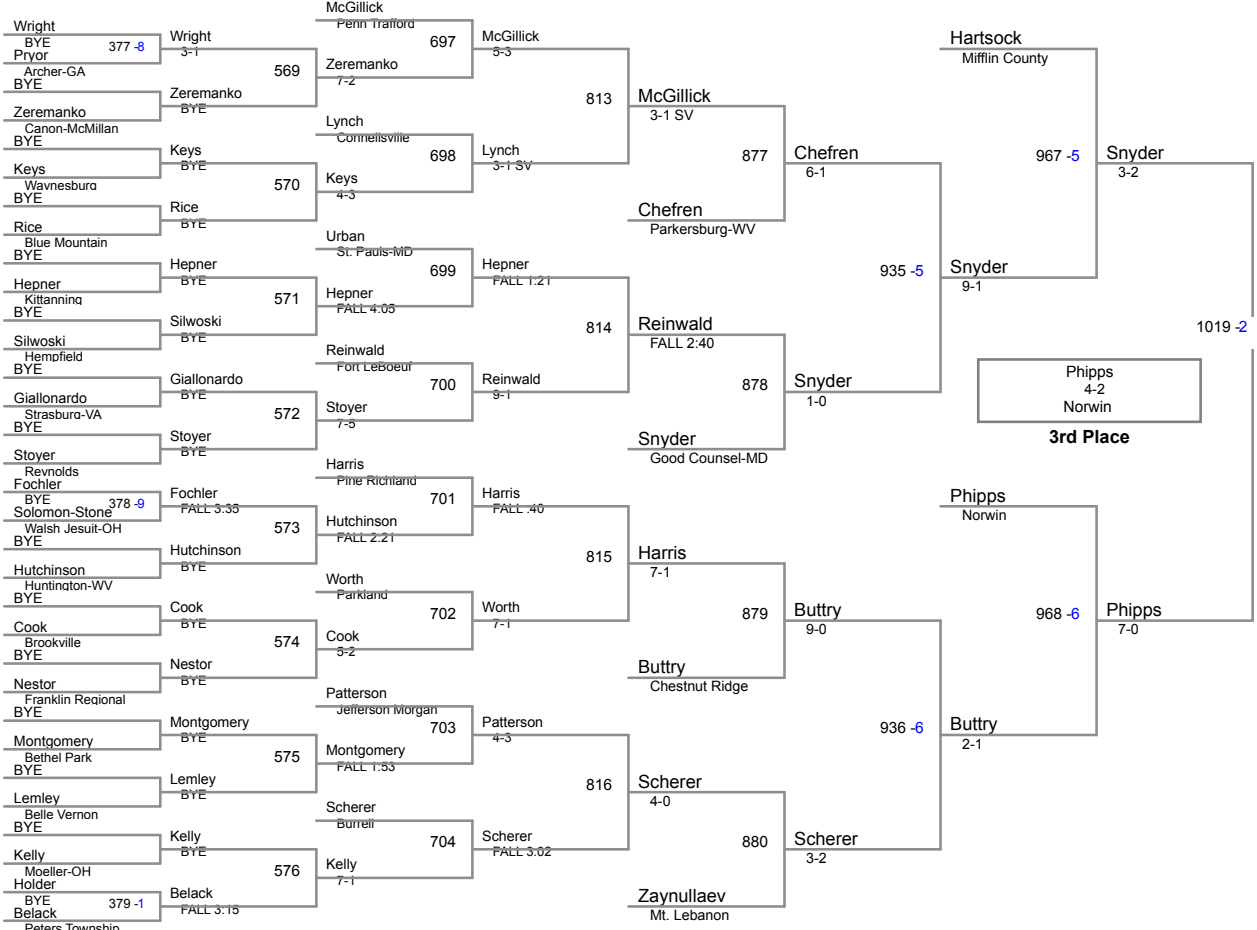 Wright
BYE
377 -8
Pryor
Archer-GA
BYE
Zeremanko
Canon-McMillan
BYE
Keys
Waynesburg
BYE
Rice
Blue Mountain
BYE
Hepner
Kittanning
BYE
Silwoski
Hempfield
BYE
Giallonardo
Strasburg-VA
BYE
Stoyer
Reynolds
Fochler
BYE
378 -9
Solomon-Stone
Walsh Jesuit-OH
BYE
Hutchinson
Huntington-WV
BYE
Cook
Brookville
BYE
Nestor
Franklin Regional
BYE
Montgomery
Bethel Park
BYE
Lemley
Belle Vernon
BYE
Kelly
Moeller-OH
Holder
BYE
379 -1
Belack
Peters Township
Wright
3-1
569
Zeremanko
BYE
Keys
BYE
570
Rice
BYE
Hepner
BYE
571
Silwoski
BYE
Giallonardo
BYE
572
Stoyer
BYE
Fochler
FALL 3:35
573
Hutchinson
BYE
Cook
BYE
574
Nestor
BYE
Montgomery
BYE
575
Lemley
BYE
Kelly
BYE
576
Belack
FALL 3:15
McGillick
Penn Trafford
697
Zeremanko
7-2
Lynch
Connellsville
698
Keys
4-3
Urban
St. Pauls-MD
699
Hepner
FALL 4:05
Reinwald
Fort LeBoeuf
700
Stoyer
7-5
Harris
Pine Richland
701
Hutchinson
FALL 2:21
Worth
Parkland
702
Cook
5-2
Patterson
Jefferson Morgan
703
Montgomery
FALL 1:53
Scherer
Burrell
704
Kelly
7-1
McGillick
5-3
813
Lynch
3-1 SV
Hepner
FALL 1:21
814
Reinwald
9-1
Harris
FALL .40
815
Worth
7-1
Patterson
4-3
816
Scherer
FALL 3:02
McGillick
3-1 SV
877
Chefren
Parkersburg-WV
Reinwald
FALL 2:40
878
Snyder
Good Counsel-MD
Harris
7-1
879
Buttry
Chestnut Ridge
Scherer
4-0
880
Zaynullaev
Mt. Lebanon
Chefren
6-1
935 -5
Snyder
1-0
Buttry
9-0
936 -6
Scherer
3-2
Hartsock
Mifflin County
967 -5
Snyder
9-1
Phipps
Norwin
968 -6
Buttry
2-1
Snyder
3-2
1019 -2
Phipps
7-0
Phipps
4-2
Norwin
3rd Place